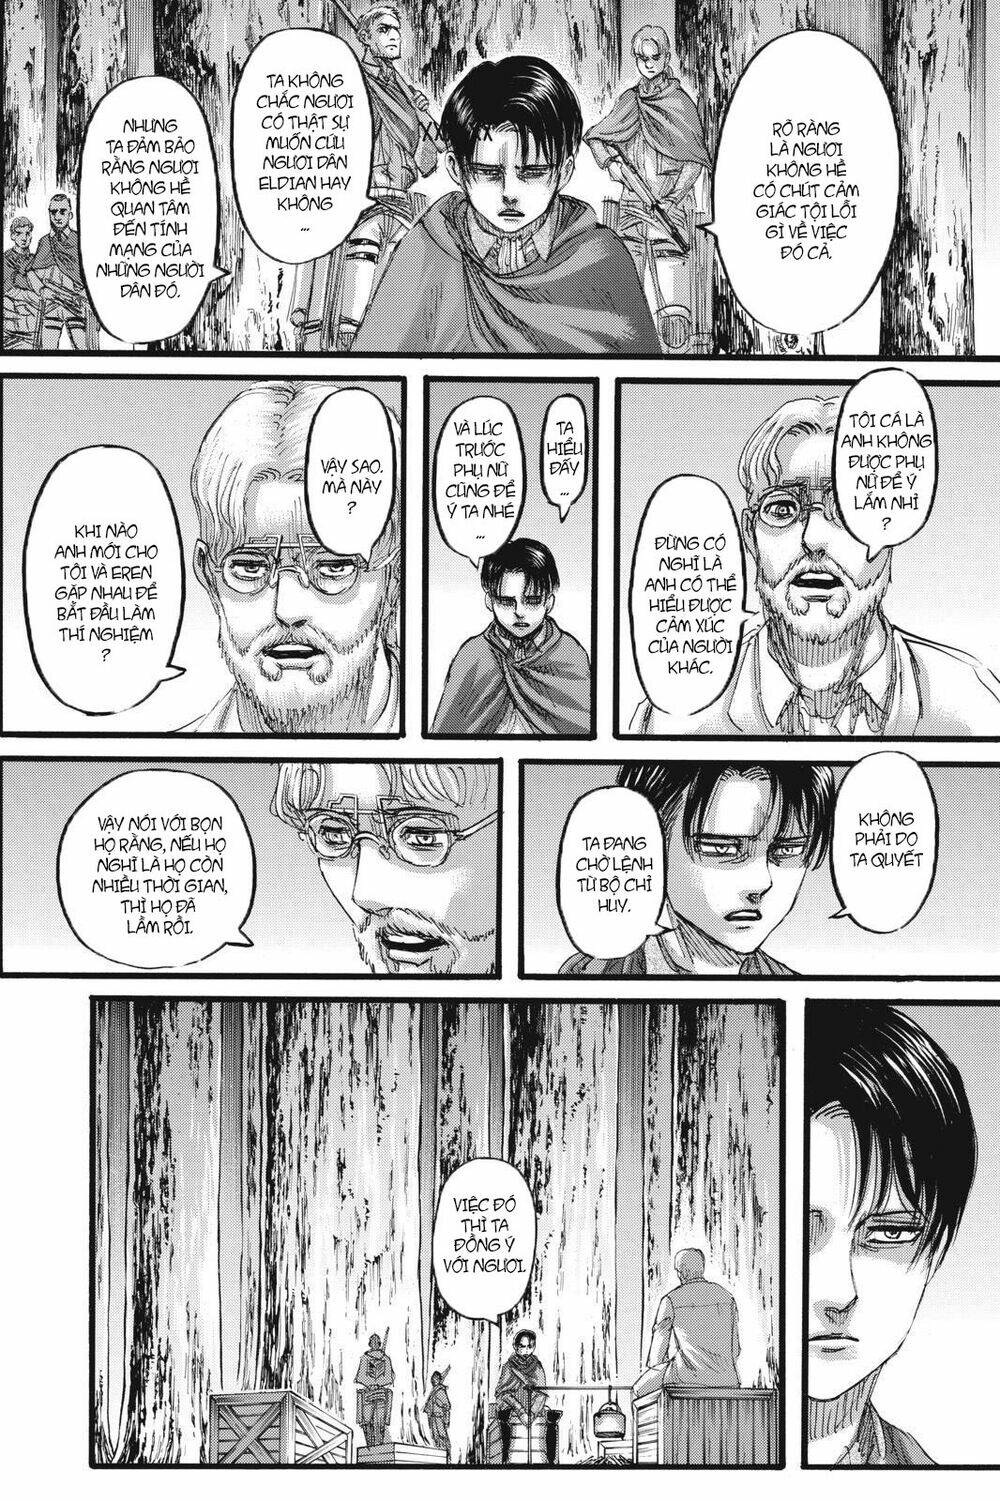 RÕ RÀNG
LÀ NGƯƠI
KHÔNG HỀ
CÓ CHÚT CẢM
GIÁC TỘI LỖI
GÌ VỀ VIỆC
ĐÓ CẢ.
TA KHÔNG
CHẮC NGƯƠI
CÓ THẬT SỰ
MUỐN CỨU
NGƯƠI DÂN
ELDIAN HAY
KHÔNG
...
NHƯNG
TA ĐẢM BẢO
RẰNG NGƯƠI
KHÔNG HỀ
QUAN TÂM
ĐẾN TÍNH
MẠNG CỦA
NHỮNG NGƯỜI
DÂN ĐÓ.
TÔI CÁ LÀ
ANH KHÔNG
ĐƯỢC PHỤ
NỮ ĐỂ Ý
LẮM NHỈ
?
ĐỪNG CÓ
NGHĨ LÀ
ANH CÓ THỂ
HIỂU ĐƯỢC
CẢM XÚC
CỦA NGƯỜI
KHÁC.
TA
HIỂU
ĐẤY
...
VÀ LÚC
TRƯỚC
PHỤ NỮ
CŨNG ĐỂ
Ý TA NHÉ
...
VẬY SAO.
MÀ NÀY
?
KHI NÀO
ANH MỚI CHO
TÔI VÀ EREN
GẶP NHAU ĐỂ
BẮT ĐẦU LÀM
THÍ NGHIỆM
?
KHÔNG
PHẢI DO
TA QUYẾT
TA ĐANG
CHỜ LỆNH
TỪ BỘ CHỈ
HUY.
VẬY NÓI VỚI BỌN
HỌ RẰNG, NẾU HỌ
NGHĨ LÀ HỌ CÒN
NHIỀU THỜI GIAN,
THÌ HỌ ĐÃ
LẦM RỒI.
VIỆC ĐÓ
THÌ TA
ĐỒNG Ý
VỚI NGƯƠI.